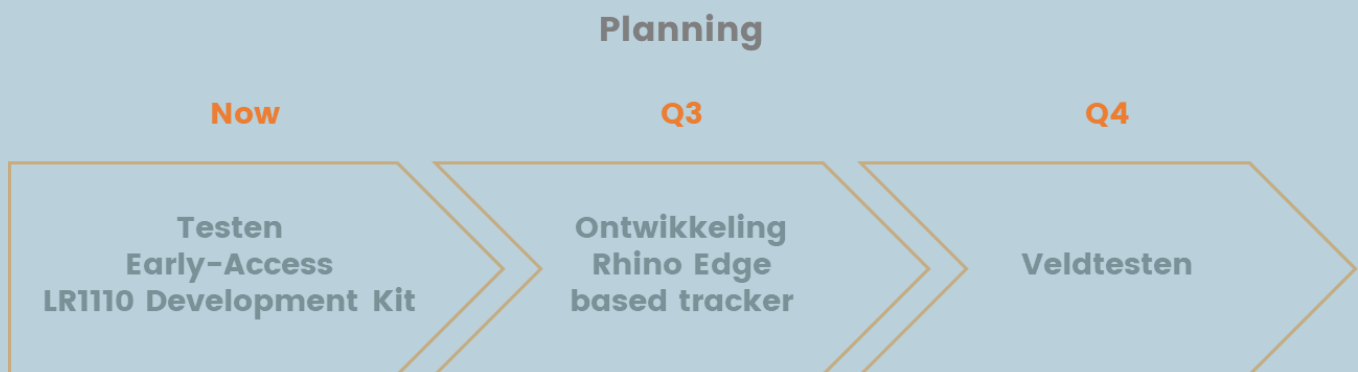 Planning
Now
Q3
Q4
Testen
Early-Access
LR1110 Development Kit
Ontwikkeling
Rhino Edge
based tracker
Veldtesten